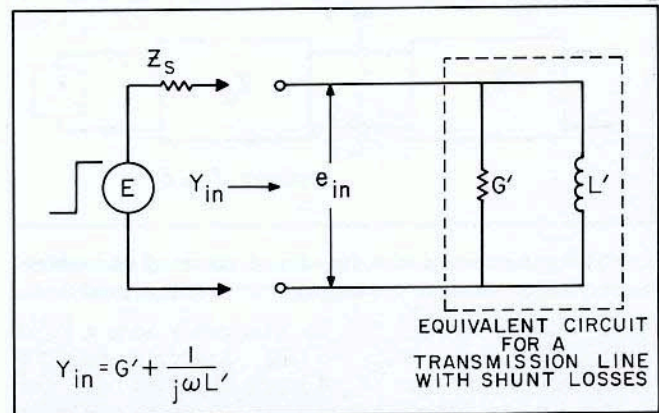 Z_S
E
Y_in
e_in
G'
L'
Y_in = G' + 1/jωL'
EQUIVALENT CIRCUIT
FOR A
TRANSMISSION LINE
WITH SHUNT LOSSES